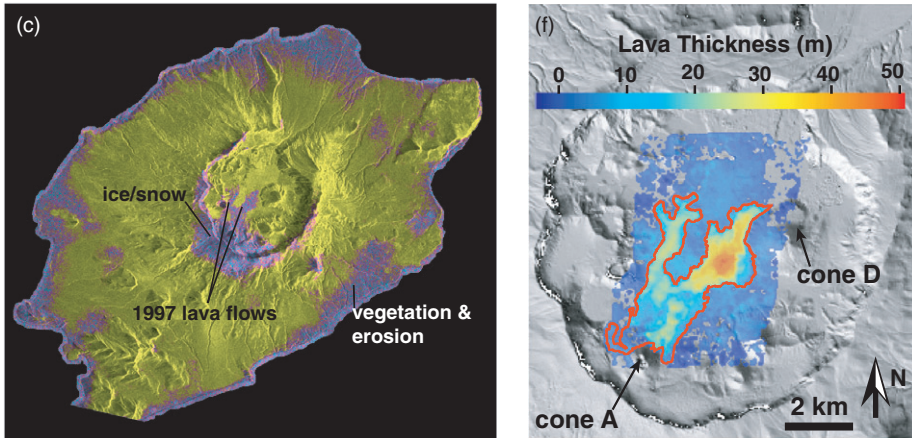 (c)
ice/snow
1997 lava flows
vegetation &
erosion
(f)
Lava Thickness (m)
0 10 20 30 40 50
cone D
cone A
2 km
N